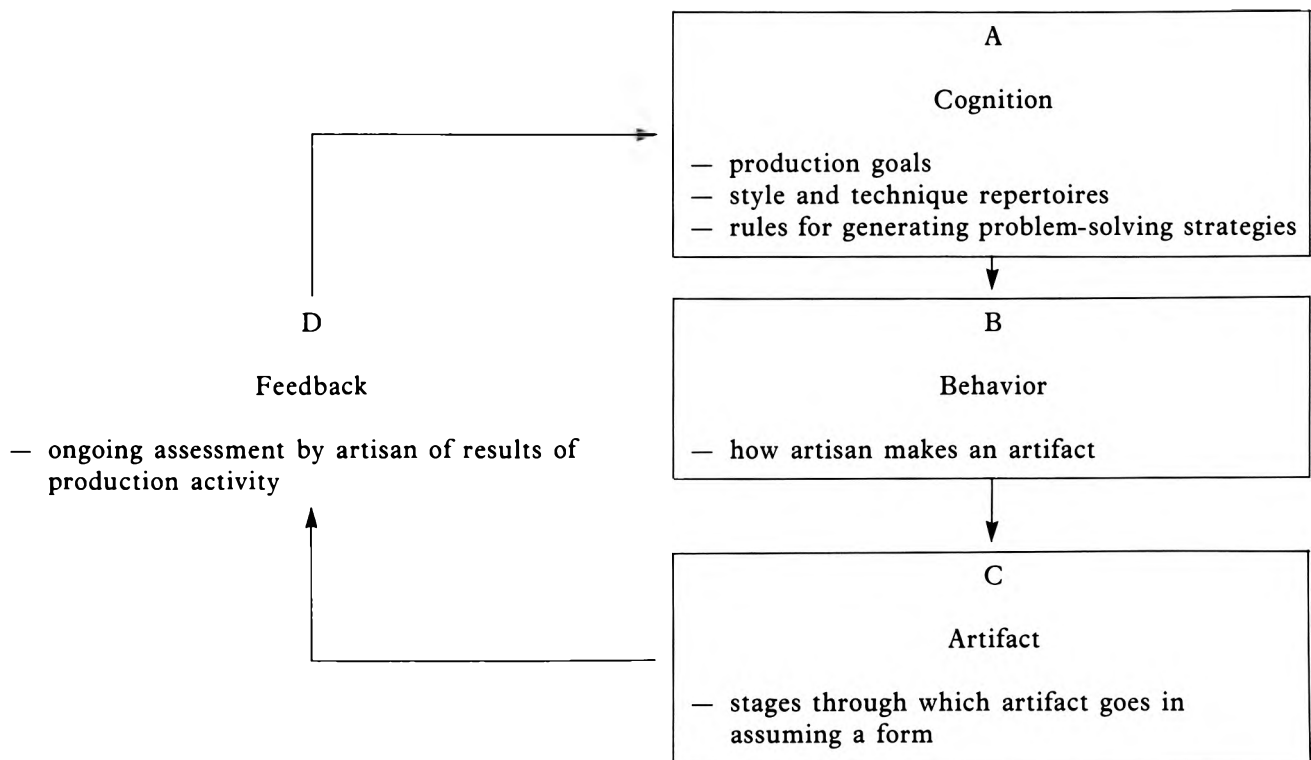 A
Cognition
— production goals
— style and technique repertoires
— rules for generating problem-solving strategies
B
Behavior
— how artisan makes an artifact
C
Artifact
— stages through which artifact goes in
assuming a form
D
Feedback
— ongoing assessment by artisan of results of
production activity